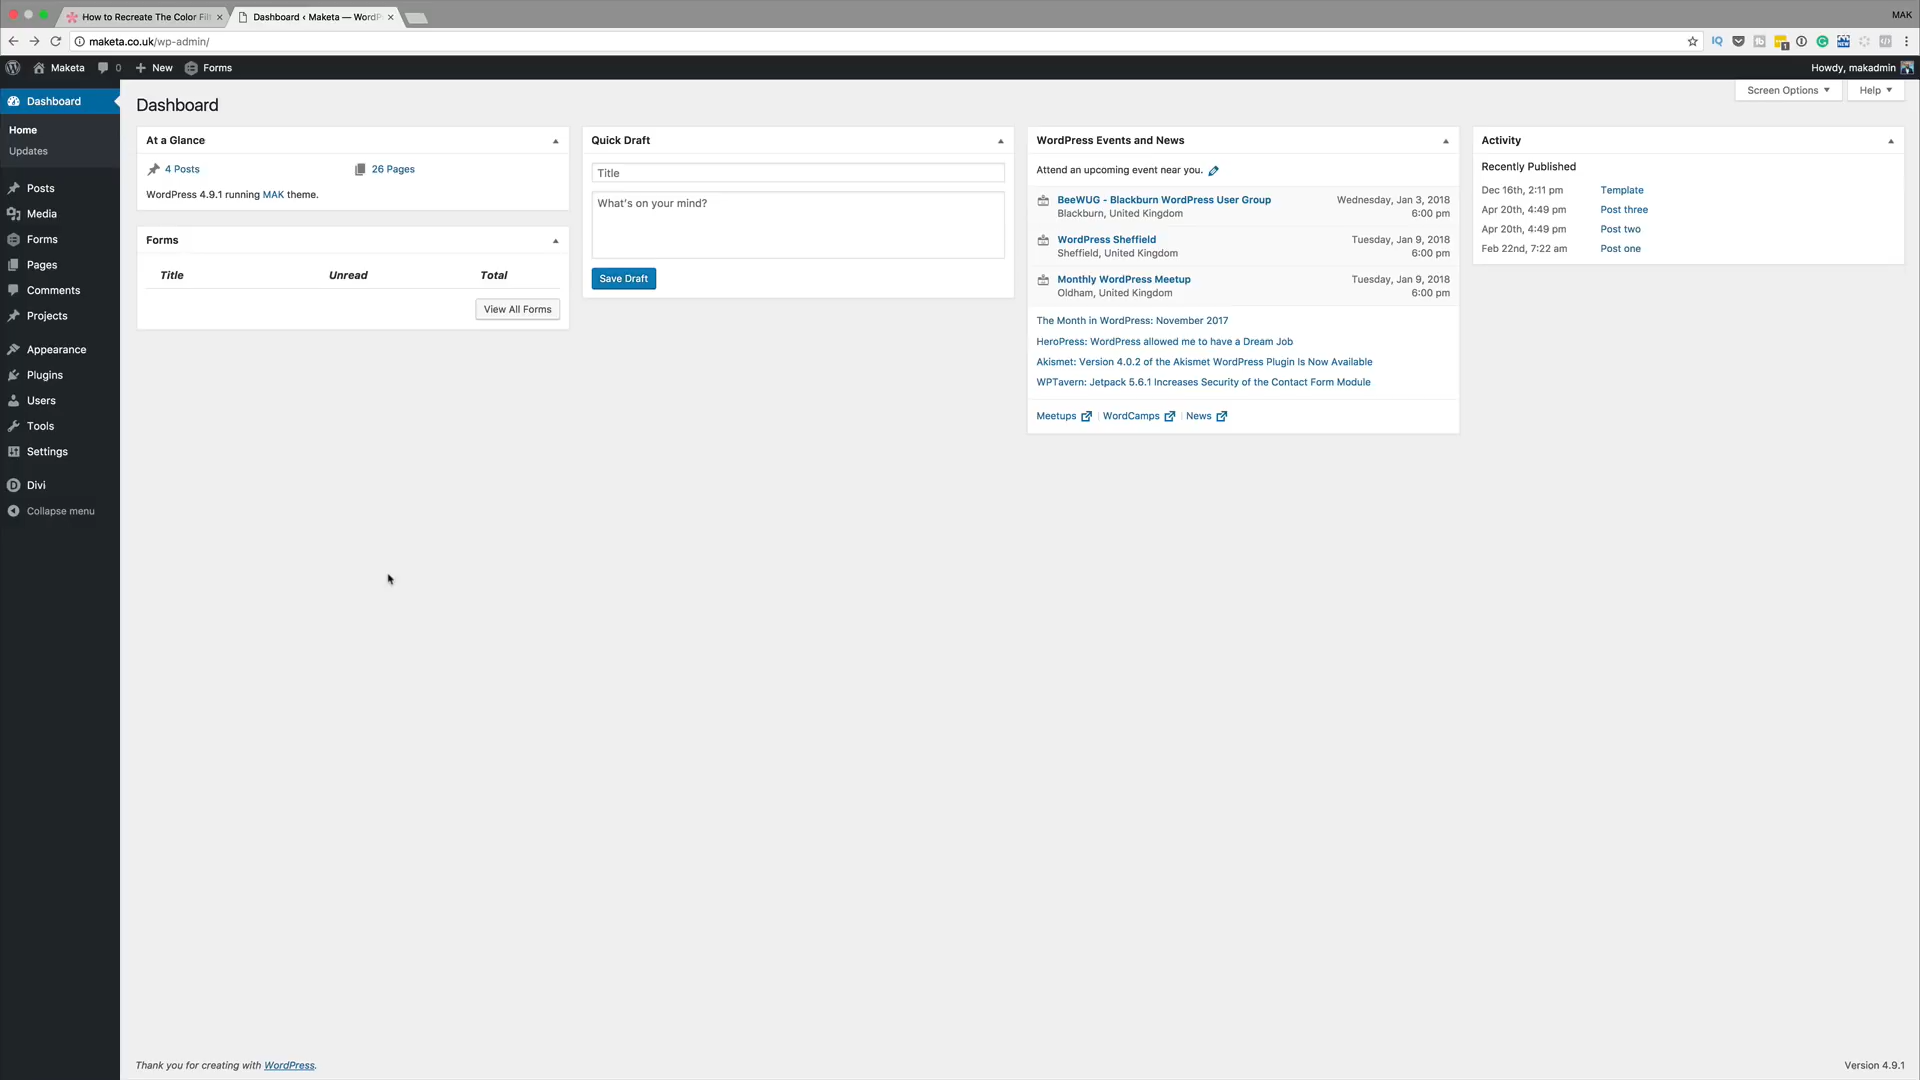 How to Recreate The Color Fil
Dashboard ‹ Maketa — WordP
MAK
maketa.co.uk/wp-admin/
Maketa
0
New
Forms
Howdy, makadmin
Dashboard
Home
Updates
Posts
Media
Forms
Pages
Comments
Projects
Appearance
Plugins
Users
Tools
Settings
Divi
Collapse menu
Screen Options
Help
Dashboard
At a Glance
4 Posts
26 Pages
WordPress 4.9.1 running MAK theme.
Forms
Title Unread Total
View All Forms
Quick Draft
Title
What's on your mind?
Save Draft
WordPress Events and News
Attend an upcoming event near you.
BeeWUG - Blackburn WordPress User Group
Blackburn, United Kingdom
Wednesday, Jan 3, 2018
6:00 pm
WordPress Sheffield
Sheffield, United Kingdom
Tuesday, Jan 9, 2018
6:00 pm
Monthly WordPress Meetup
Oldham, United Kingdom
Tuesday, Jan 9, 2018
6:00 pm
The Month in WordPress: November 2017
HeroPress: WordPress allowed me to have a Dream Job
Akismet: Version 4.0.2 of the Akismet WordPress Plugin Is Now Available
WPTavern: Jetpack 5.6.1 Increases Security of the Contact Form Module
Meetups | WordCamps | News
Activity
Recently Published
Dec 16th, 2:11 pm Template
Apr 20th, 4:49 pm Post three
Apr 20th, 4:49 pm Post two
Feb 22nd, 7:22 am Post one
Thank you for creating with WordPress.
Version 4.9.1